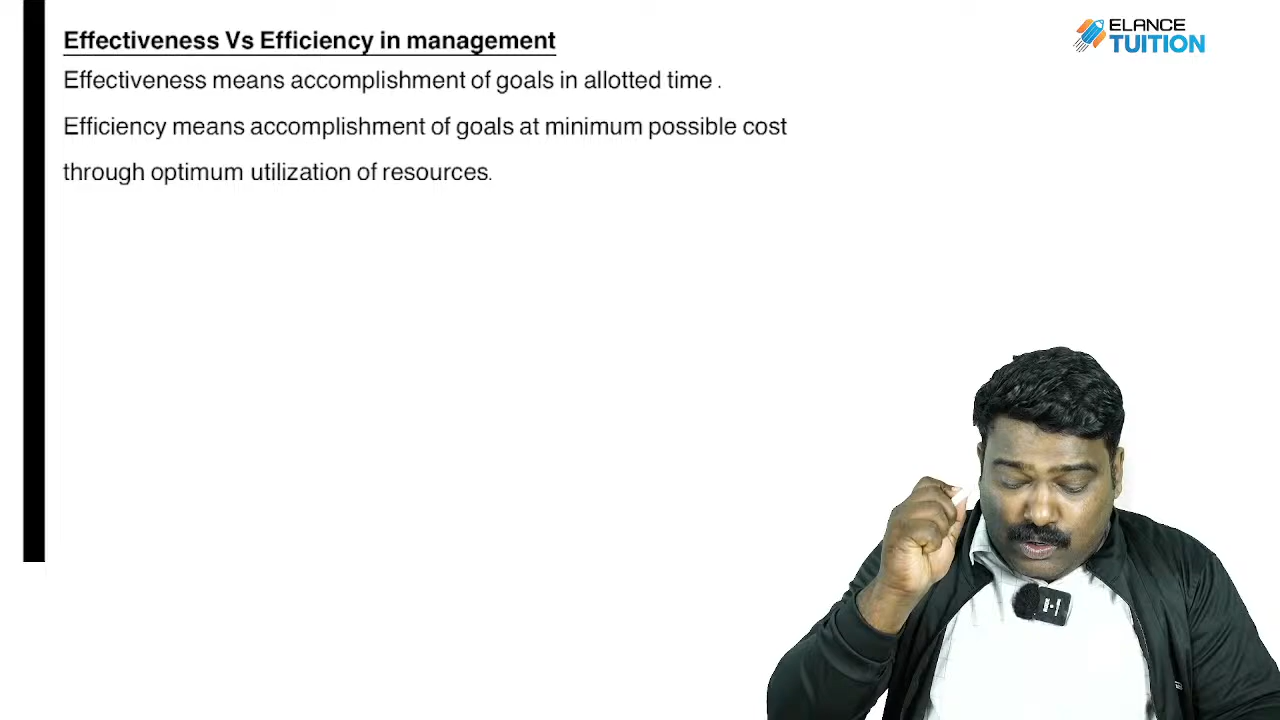 Effectiveness Vs Efficiency in management
Effectiveness means accomplishment of goals in allotted time .
Efficiency means accomplishment of goals at minimum possible cost
through optimum utilization of resources.
ELANCE
TUITION